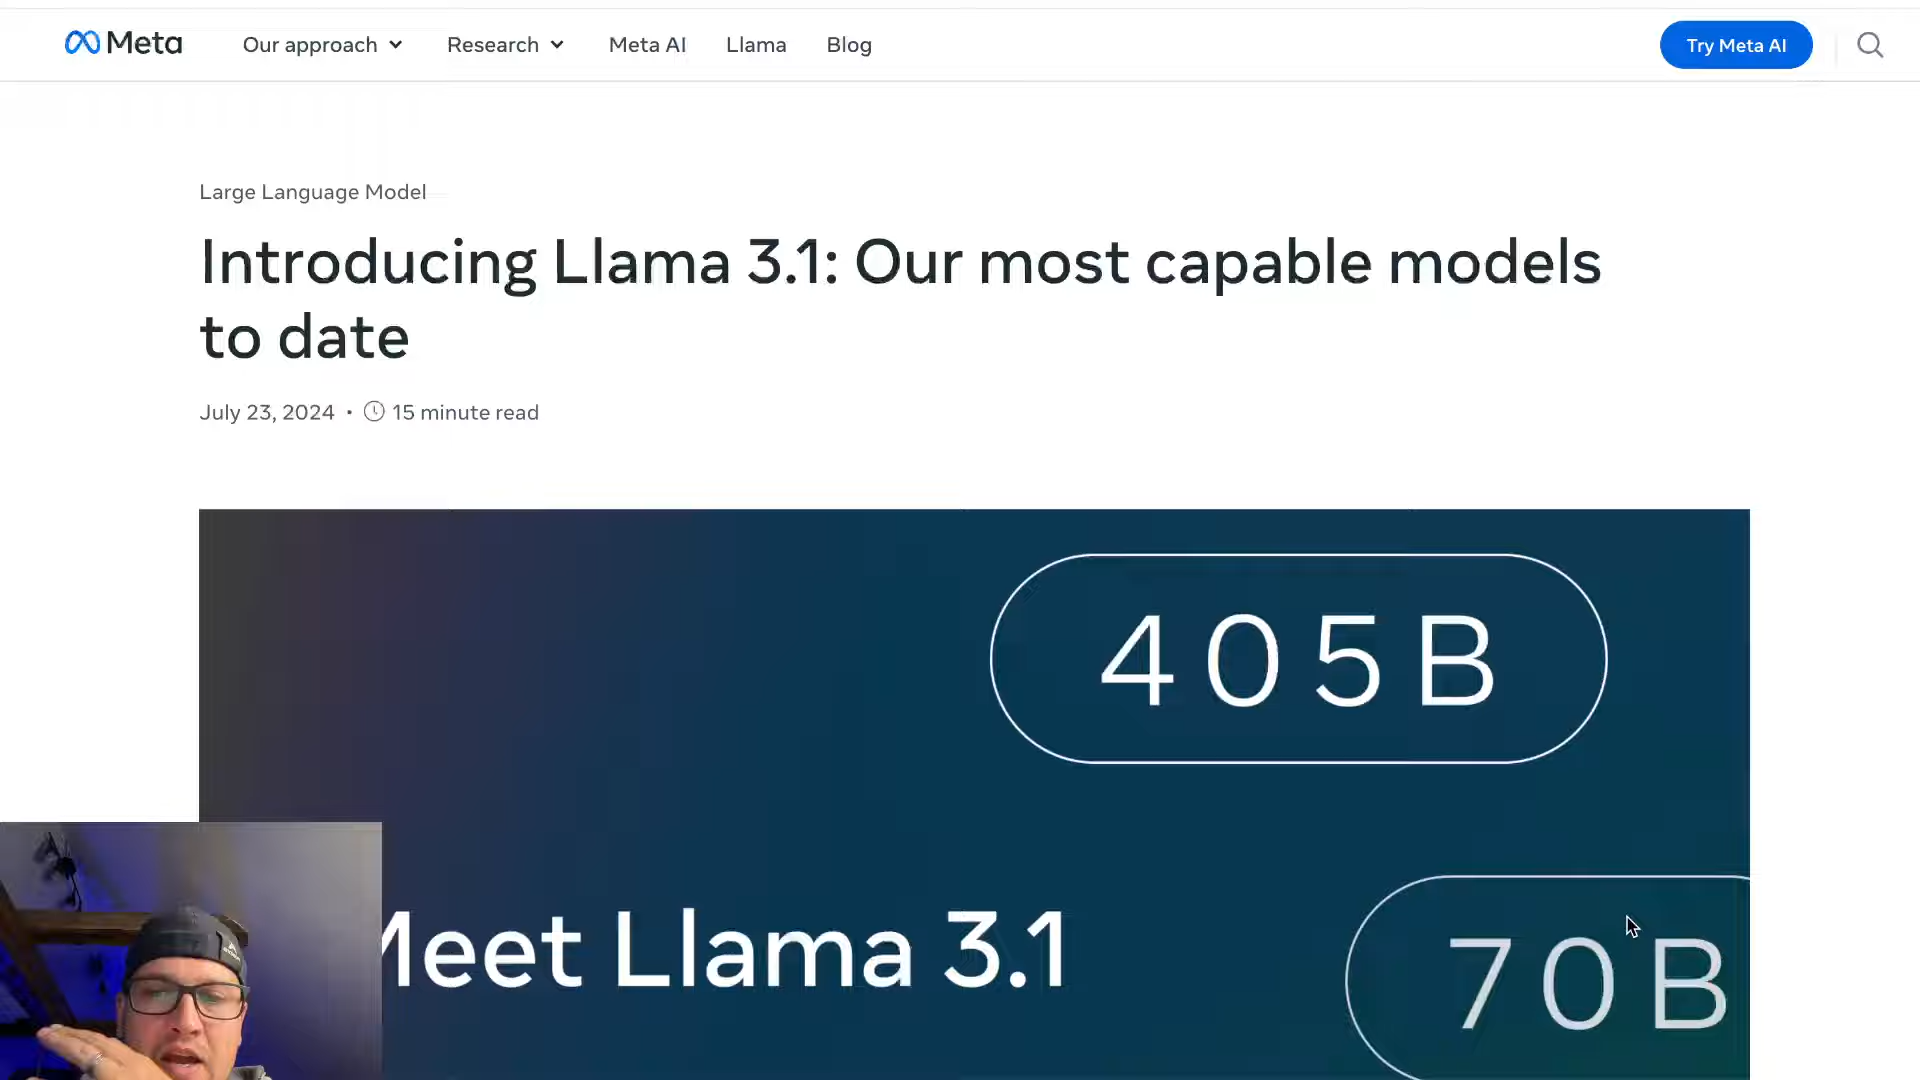 Meta
Our approach
Research
Meta AI
Llama
Blog
Try Meta AI
Large Language Model
Introducing Llama 3.1: Our most capable models
to date
July 23, 2024 • 15 minute read
405B
Meet Llama 3.1
70B